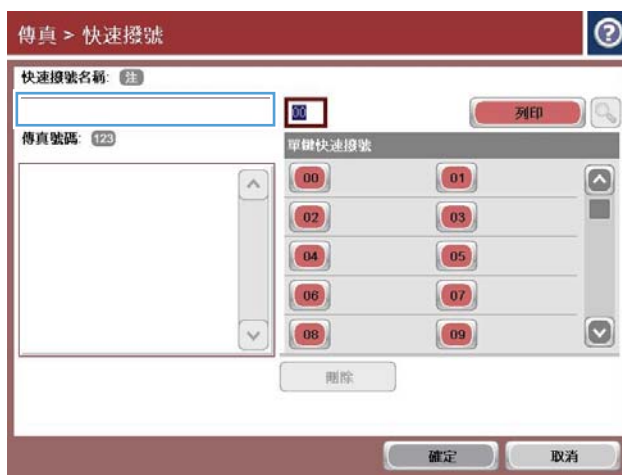 傳真 > 快速撥號
?
快速撥號名稱: 注
00
列印
傳真號碼: 123
單鍵快速撥號
00 01
02 03
04 05
06 07
08 09
刪除
確定 取消